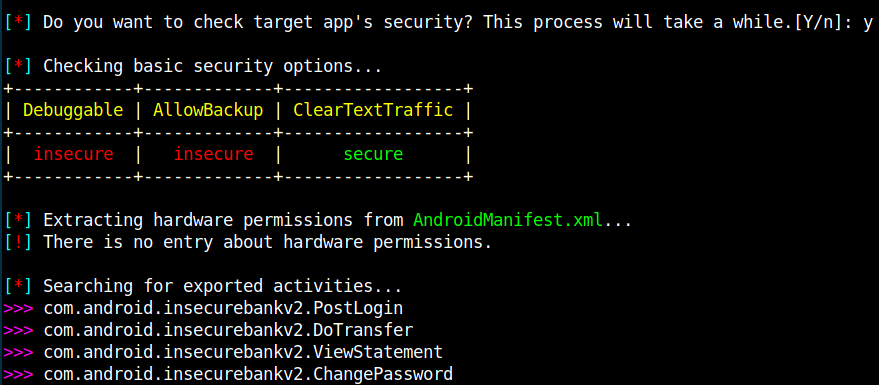 [*] Do you want to check target app's security? This process will take a while.[Y/n]: y
[*] Checking basic security options...
+------------+-------------+------------------+
| Debuggable | AllowBackup | ClearTextTraffic |
+------------+-------------+------------------+
|  insecure  |   insecure  |      secure      |
+------------+-------------+------------------+
[*] Extracting hardware permissions from AndroidManifest.xml...
[!] There is no entry about hardware permissions.
[*] Searching for exported activities...
>>> com.android.insecurebankv2.PostLogin
>>> com.android.insecurebankv2.DoTransfer
>>> com.android.insecurebankv2.ViewStatement
>>> com.android.insecurebankv2.ChangePassword